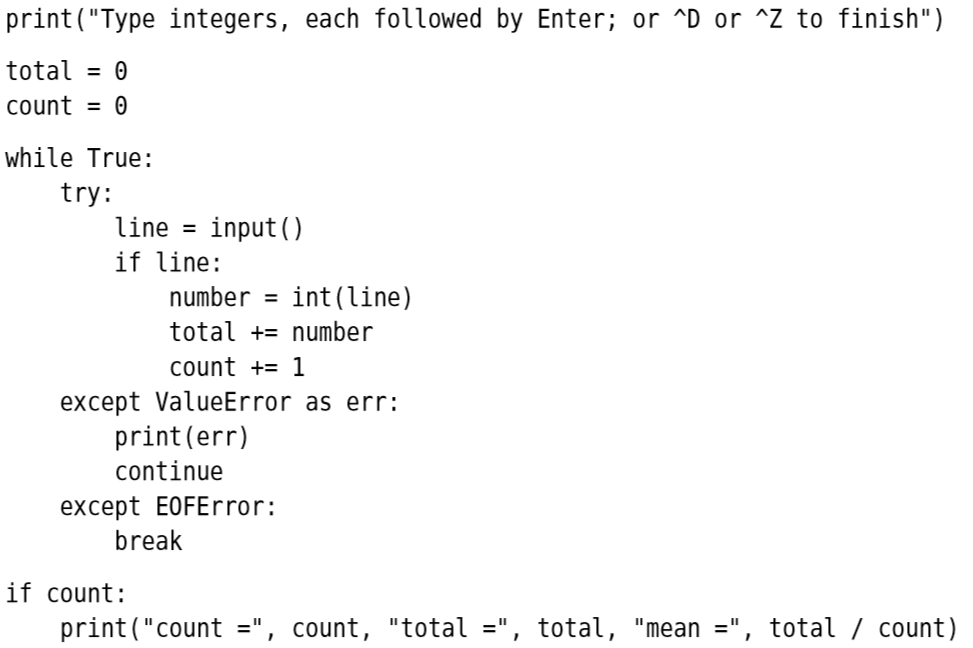 print("Type integers, each followed by Enter; or ^D or ^Z to finish")
total = 0
count = 0
while True:
    try:
        line = input()
        if line:
            number = int(line)
            total += number
            count += 1
    except ValueError as err:
        print(err)
        continue
    except EOFError:
        break
if count:
    print("count =", count, "total =", total, "mean =", total / count)